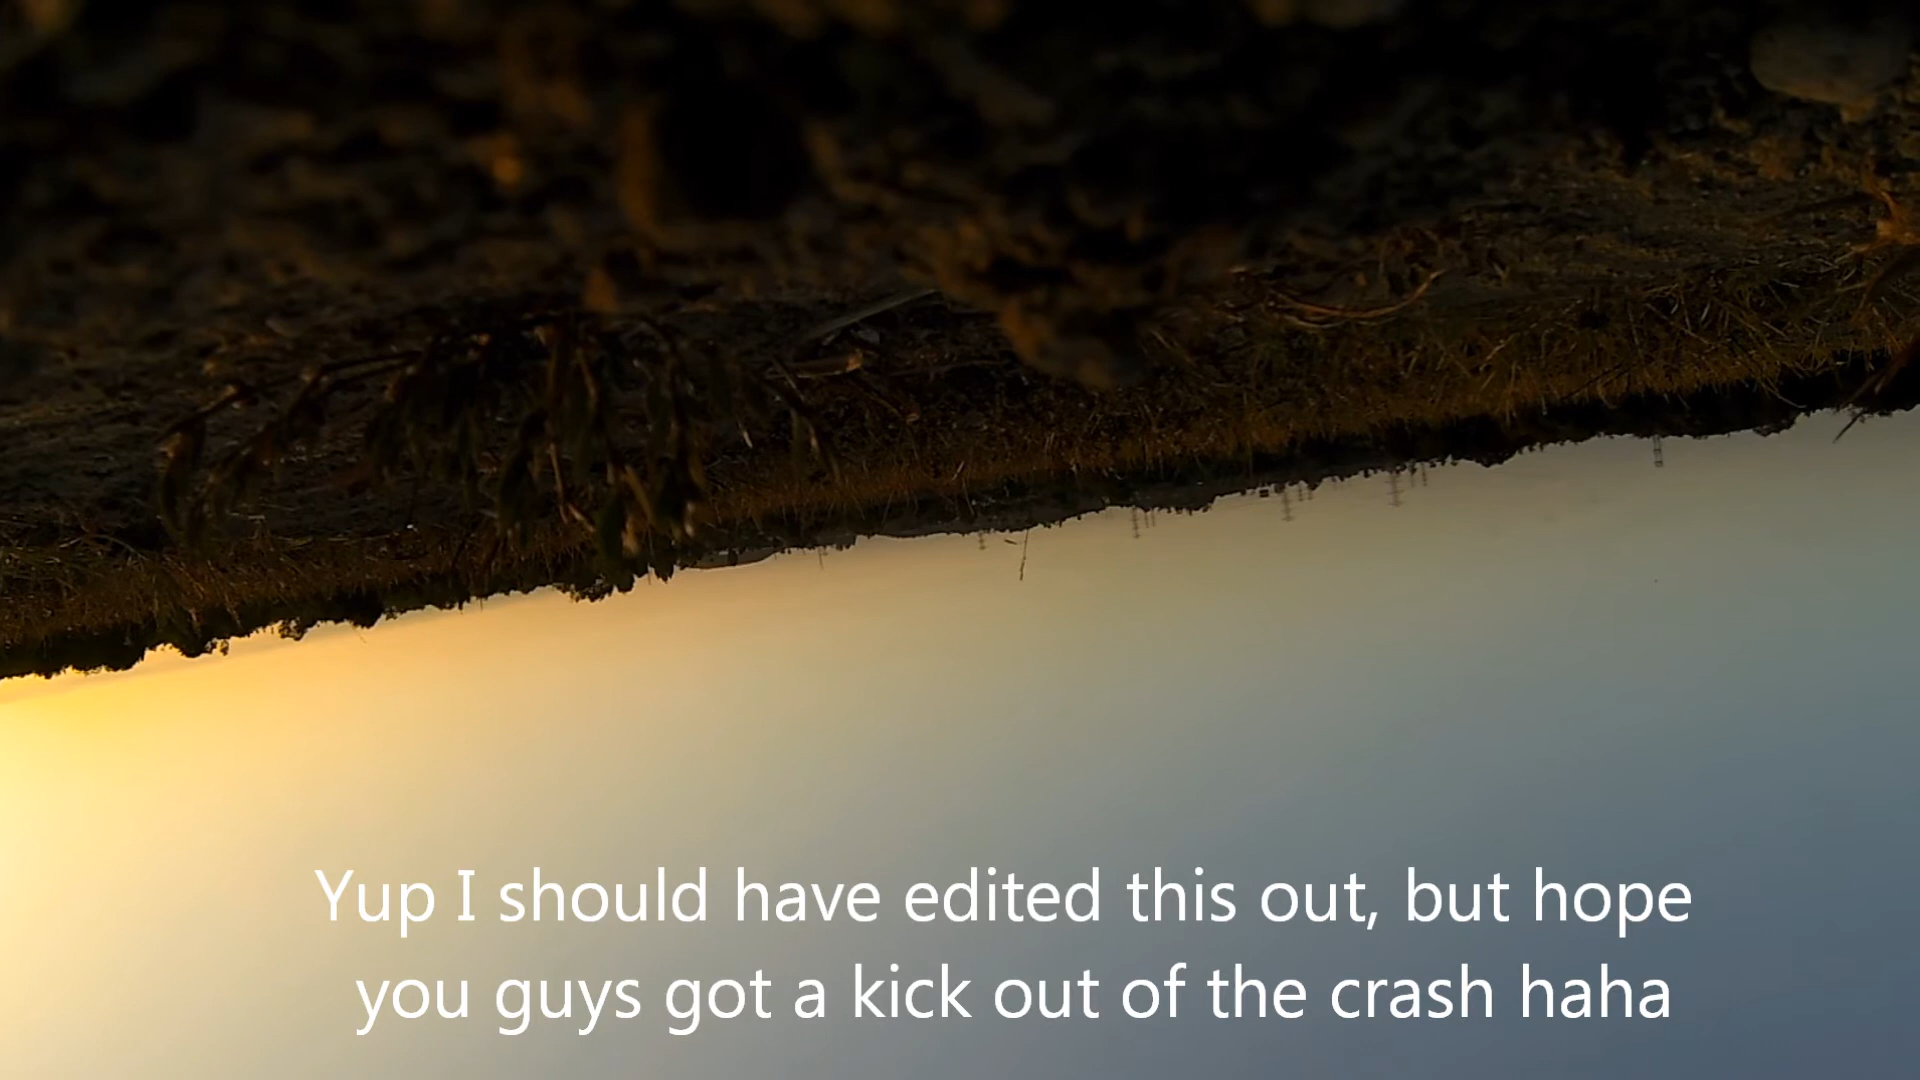 Yup I should have edited this out, but hope
you guys got a kick out of the crash haha